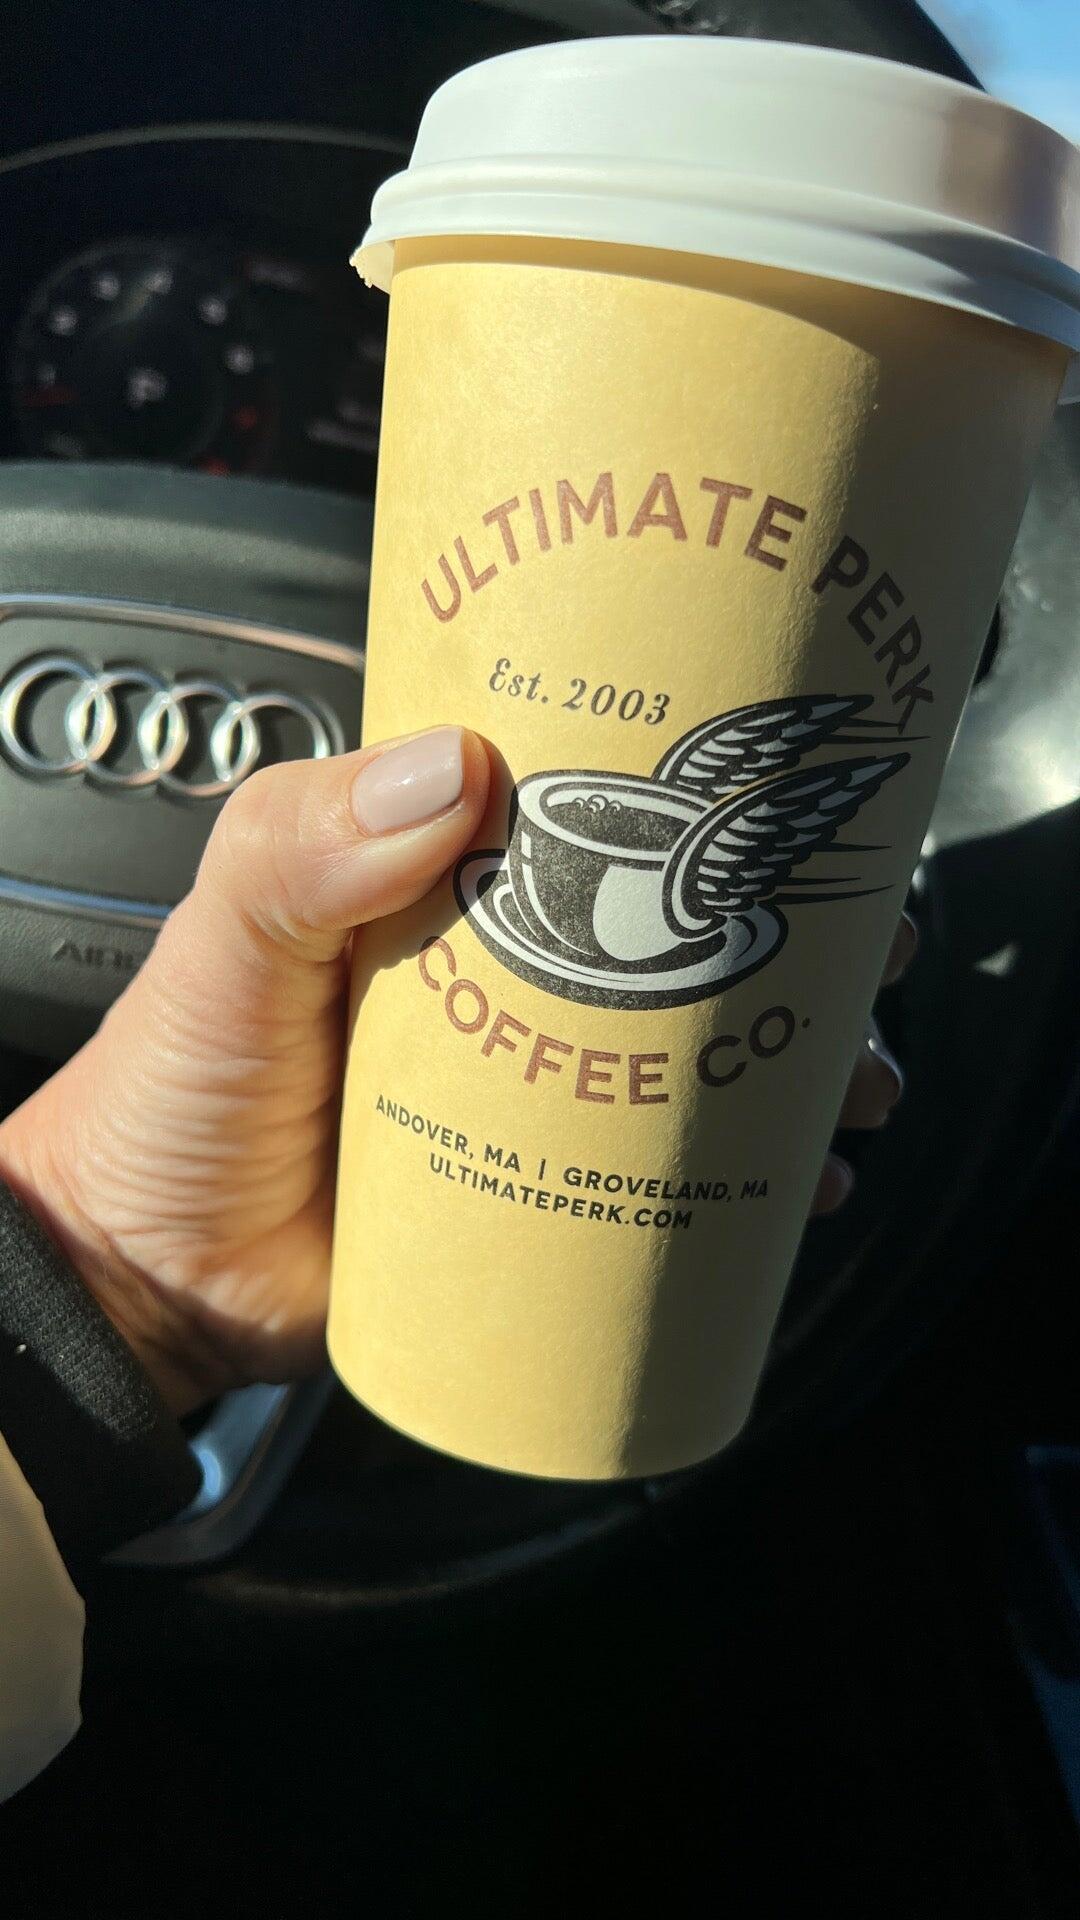 ULTIMATE PERK
Est. 2003
COFFEE CO.
ANDOVER, MA | GROVELAND, MA
ULTIMATEPERK.COM